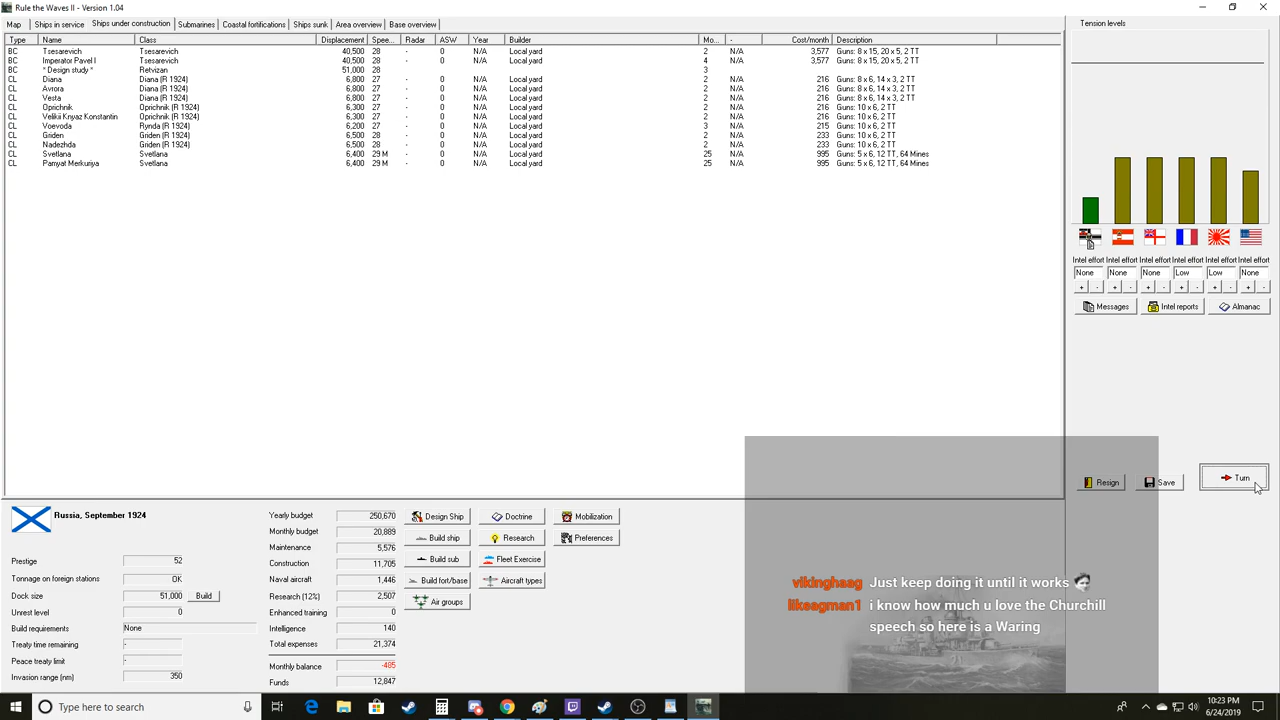 Rule the Waves II - Version 1.04
Map Ships in service Ships under construction Submarines Coastal fortifications Ships sunk Area overview Base overview
Type Name Class Displacement Spee... Radar ASW Year Builder Mo... - Cost/month Description
BC Tsesarevich Tsesarevich 40,500 28 - 0 N/A Local yard 2 N/A 3,577 Guns: 8 x 15, 20 x 5, 2 TT
BC Imperator Pavel I Tsesarevich 40,500 28 - 0 N/A Local yard 4 N/A 3,577 Guns: 8 x 15, 20 x 5, 2 TT
BC * Design study * Retvizan 51,000 28 3
CL Diana Diana (R 1924) 6,800 27 - 0 N/A Local yard 2 N/A 216 Guns: 8 x 6, 14 x 3, 2 TT
CL Avrora Diana (R 1924) 6,800 27 - 0 N/A Local yard 2 N/A 216 Guns: 8 x 6, 14 x 3, 2 TT
CL Vesta Diana (R 1924) 6,800 27 - 0 N/A Local yard 2 N/A 216 Guns: 8 x 6, 14 x 3, 2 TT
CL Oprichnik Oprichnik (R 1924) 6,300 27 - 0 N/A Local yard 2 N/A 216 Guns: 10 x 6, 2 TT
CL Velikii Knyaz Konstantin Oprichnik (R 1924) 6,300 27 - 0 N/A Local yard 2 N/A 216 Guns: 10 x 6, 2 TT
CL Voevoda Rynda (R 1924) 6,200 27 - 0 N/A Local yard 3 N/A 215 Guns: 10 x 6, 2 TT
CL Griden Griden (R 1924) 6,500 28 - 0 N/A Local yard 2 N/A 233 Guns: 10 x 6, 2 TT
CL Nadezhda Griden (R 1924) 6,500 28 - 0 N/A Local yard 2 N/A 233 Guns: 10 x 6, 2 TT
CL Svetlana Svetlana 6,400 29 M - 0 N/A Local yard 25 N/A 995 Guns: 5 x 6, 12 TT, 64 Mines
CL Pamyat Merkuriya Svetlana 6,400 29 M - 0 N/A Local yard 25 N/A 995 Guns: 5 x 6, 12 TT, 64 Mines
Tension levels
Intel effort Intel effort Intel effort Intel effort Intel effort Intel effort
None None None Low Low None
+ - + - + - + - + - + -
Messages Intel reports Almanac
Resign Save Turn
Russia, September 1924
Prestige 52
Tonnage on foreign stations OK
Dock size 51,000 Build
Unrest level 0
Build requirements None
Treaty time remaining -
Peace treaty limit -
Invasion range (nm) 350
Yearly budget 250,670
Monthly budget 20,889
Maintenance 5,576
Construction 11,705
Naval aircraft 1,446
Research (12%) 2,507
Enhanced training 0
Intelligence 140
Total expenses 21,374
Monthly balance -485
Funds 12,847
Design Ship Doctrine Mobilization
Build ship Research Preferences
Build sub Fleet Exercise
Build fort/base Aircraft types
Air groups
vikinghaag Just keep doing it until it works
likeagman1 i know how much u love the Churchill
speech so here is a Waring
21
Type here to search
10:23 PM
6/24/2019